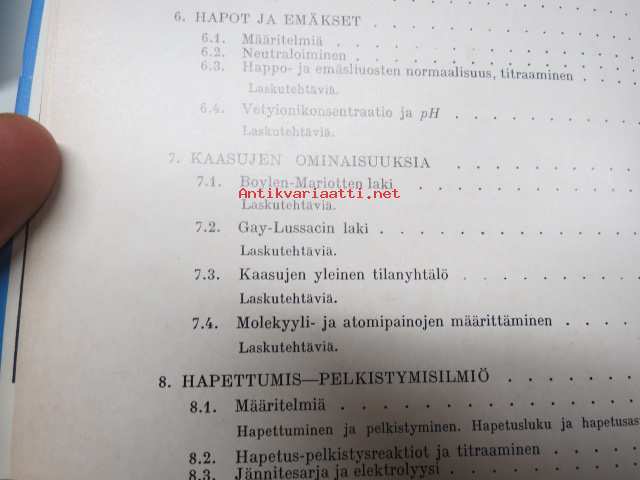 6. HAPOT JA EMÄKSET . . . . . . . . .
6.1. Määritelmiä . . . . . . . . . . . .
6.2. Neutraloiminen . . . . . . . . . . .
6.3. Happo- ja emäsliuosten normaalisuus, titraaminen . .
Laskutehtäviä.
6.4. Vetyionikonsentraatio ja pH . . . . . . .
Laskutehtäviä.
7. KAASUJEN OMINAISUUKSIA . . . . . . .
7.1. Boylen-Mariotten laki . . . . . . . .
Antikvariaatti.net
Laskutehtäviä.
7.2. Gay-Lussacin laki . . . . . . . . . .
Laskutehtäviä.
7.3. Kaasujen yleinen tilanyhtälö . . . . . . .
Laskutehtäviä.
7.4. Molekyyli- ja atomipainojen määrittäminen . . . .
Laskutehtäviä.
8. HAPETTUMIS—PELKISTYMISILMIÖ . . . . . .
8.1. Määritelmiä . . . . . . . . . . . .
Hapettuminen ja pelkistyminen. Hapetusluku ja hapetusas
8.2. Hapetus-pelkistysreaktiot ja titraaminen . . . . .
8.3. Jännitesarja ja elektrolyysi . . . . . . . .